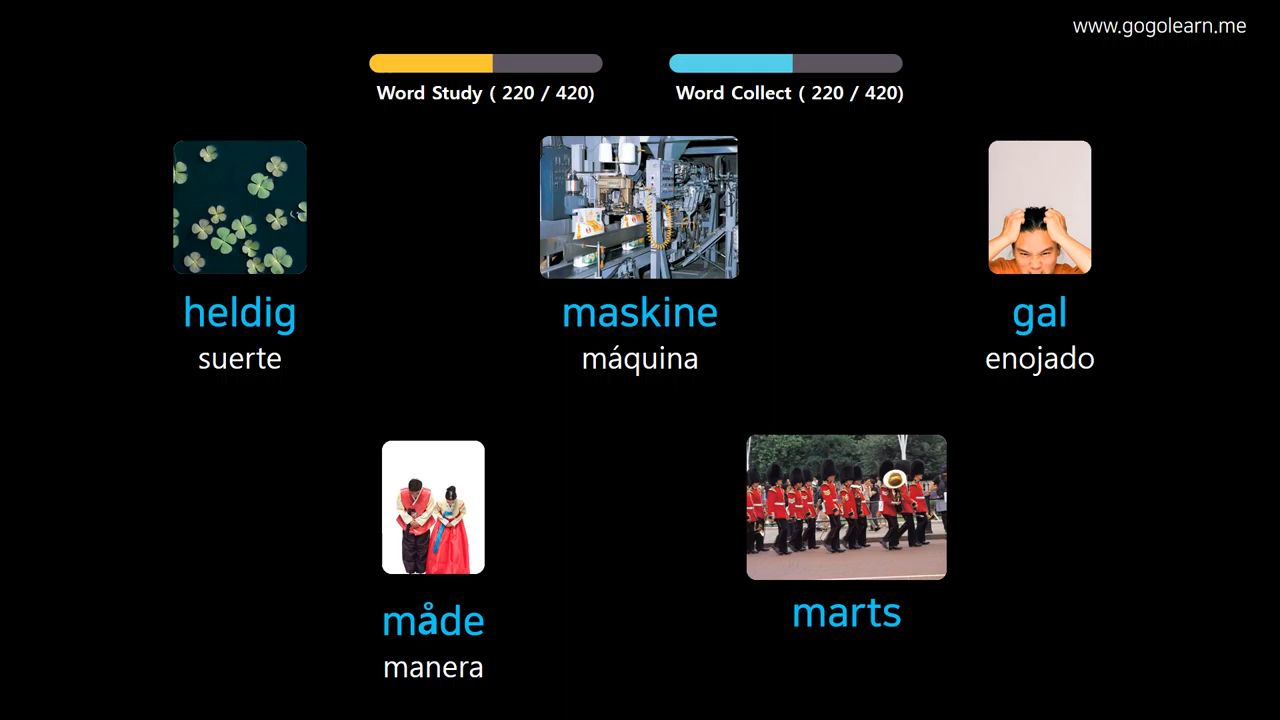 www.gogolearn.me
Word Study ( 220 / 420)
Word Collect ( 220 / 420)
heldig
suerte
maskine
máquina
gal
enojado
måde
manera
marts